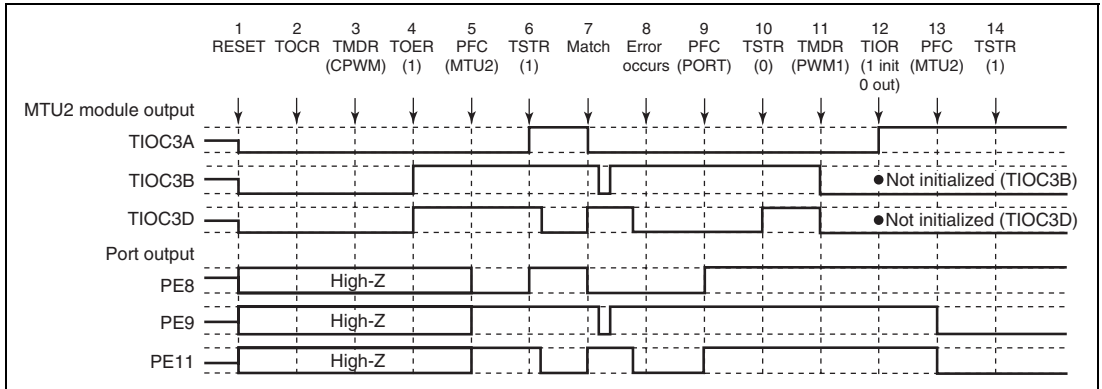 1 2 3 4 5 6 7 8 9 10 11 12 13 14
RESET TOCR TMDR TOER PFC TSTR Match Error PFC TSTR TMDR TIOR PFC TSTR
(CPWM) (1) (MTU2) (1) occurs (PORT) (0) (PWM1) (1 init (MTU2) (1)
0 out)
MTU2 module output
TIOC3A
TIOC3B ●Not initialized (TIOC3B)
TIOC3D ●Not initialized (TIOC3D)
Port output
PE8 High-Z
PE9 High-Z
PE11 High-Z